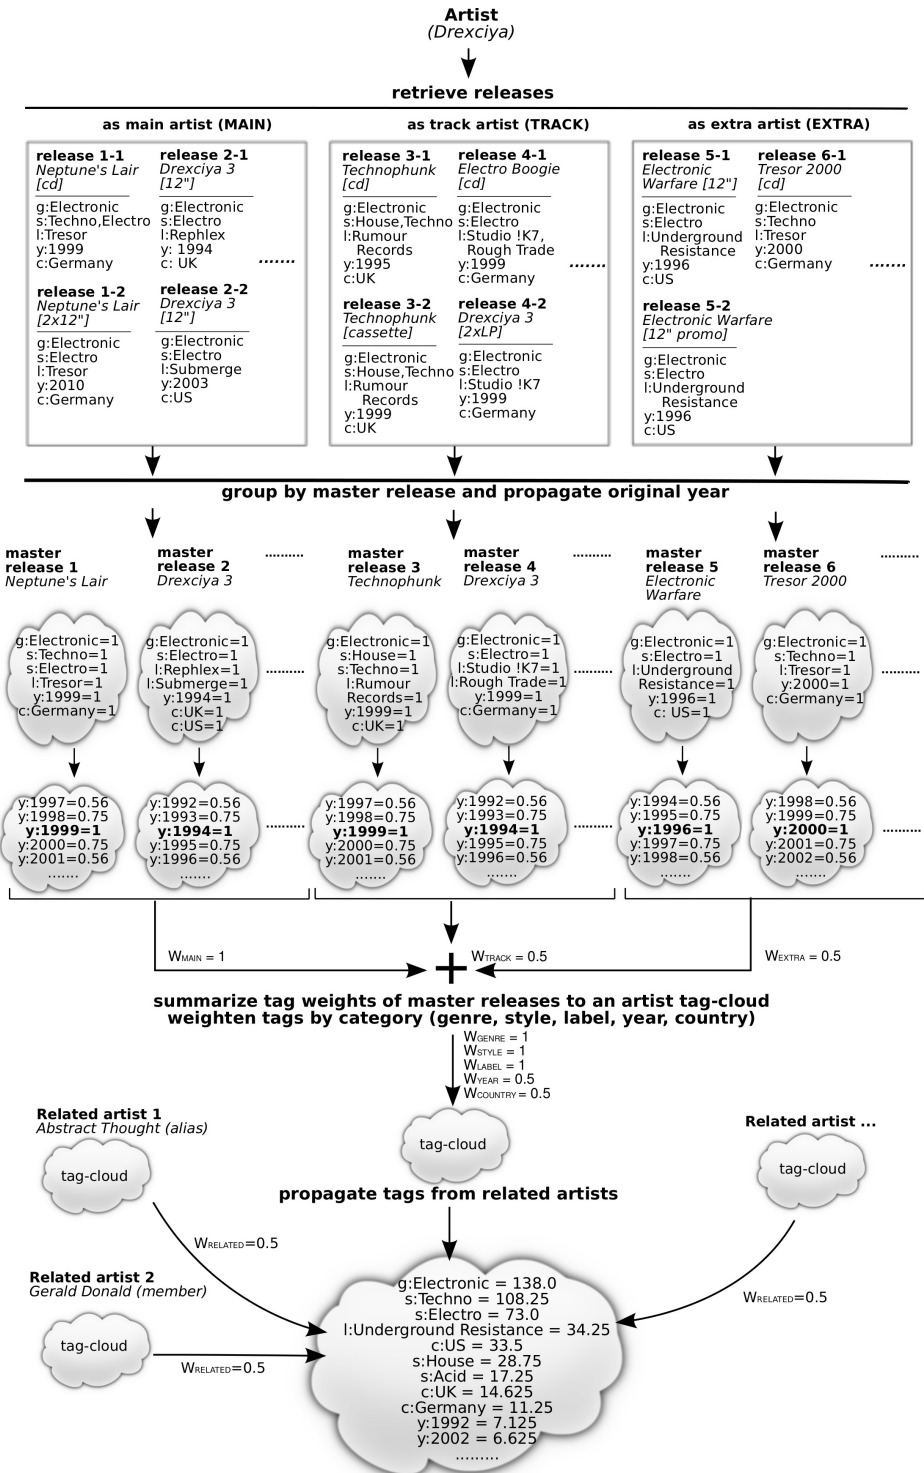 Artist
(Drexciya)
retrieve releases
as main artist (MAIN)
as track artist (TRACK)
as extra artist (EXTRA)
release 1-1
Neptune's Lair
[cd]
g:Electronic
s:Techno,Electro
l:Tresor
y:1999
c:Germany
release 2-1
Drexciya 3
[12"]
g:Electronic
s:Electro
l:Rephlex
y: 1994
c: UK
.......
release 1-2
Neptune's Lair
[2x12"]
g:Electronic
s:Electro
l:Tresor
y:2010
c:Germany
release 2-2
Drexciya 3
[12"]
g:Electronic
s:Electro
l:Submerge
y:2003
c:US
release 3-1
Technophunk
[cd]
g:Electronic
s:House,Techno
l:Rumour
Records
y:1995
c:UK
release 4-1
Electro Boogie
[cd]
g:Electronic
s:Electro
l:Studio !K7,
Rough Trade
y:1999
c:Germany
.......
release 3-2
Technophunk
[cassette]
g:Electronic
s:House,Techno
l:Rumour
Records
y:1999
c:UK
release 4-2
Drexciya 3
[2xLP]
g:Electronic
s:Electro
l:Studio !K7
y:1999
c:Germany
release 5-1
Electronic
Warfare [12"]
g:Electronic
s:Electro
l:Underground
Resistance
y:1996
c:US
release 6-1
Tresor 2000
[cd]
g:Electronic
s:Techno
l:Tresor
y:2000
c:Germany
.......
release 5-2
Electronic Warfare
[12" promo]
g:Electronic
s:Electro
l:Underground
Resistance
y:1996
c:US
group by master release and propagate original year
master
release 1
Neptune's Lair
master
release 2
Drexciya 3
..........
master
release 3
Technophunk
master
release 4
Drexciya 3
..........
master
release 5
Electronic
Warfare
master
release 6
Tresor 2000
..........
g:Electronic=1
s:Techno=1
s:Electro=1
l:Tresor=1
y:1999=1
c:Germany=1
g:Electronic=1
s:Electro=1
l:Rephlex=1
l:Submerge=1
y:1994=1
c:UK=1
c:US=1
..........
g:Electronic=1
s:House=1
s:Techno=1
l:Rumour
Records=1
y:1999=1
c:UK=1
g:Electronic=1
s:Electro=1
l:Studio !K7=1
l:Rough Trade=1
y:1999=1
c:Germany=1
..........
g:Electronic=1
s:Electro=1
l:Underground
Resistance=1
y:1996=1
c: US=1
g:Electronic=1
s:Techno=1
l:Tresor=1
y:2000=1
c:Germany=1
..........
y:1997=0.56
y:1998=0.75
y:1999=1
y:2000=0.75
y:2001=0.56
.......
y:1992=0.56
y:1993=0.75
y:1994=1
y:1995=0.75
y:1996=0.56
.......
..........
y:1997=0.56
y:1998=0.75
y:1999=1
y:2000=0.75
y:2001=0.56
.......
y:1992=0.56
y:1993=0.75
y:1994=1
y:1995=0.75
y:1996=0.56
.......
..........
y:1994=0.56
y:1995=0.75
y:1996=1
y:1997=0.75
y:1998=0.56
.......
y:1998=0.56
y:1999=0.75
y:2000=1
y:2001=0.75
y:2002=0.56
.......
..........
WMAIN = 1
+
WTRACK = 0.5
WEXTRA = 0.5
summarize tag weights of master releases to an artist tag-cloud
weighten tags by category (genre, style, label, year, country)
WGENRE = 1
WSTYLE = 1
WLABEL = 1
WYEAR = 0.5
WCOUNTRY = 0.5
Related artist 1
Abstract Thought (alias)
tag-cloud
tag-cloud
Related artist ...
tag-cloud
propagate tags from related artists
WRELATED=0.5
Related artist 2
Gerald Donald (member)
tag-cloud
WRELATED=0.5
WRELATED=0.5
g:Electronic = 138.0
s:Techno = 108.25
s:Electro = 73.0
l:Underground Resistance = 34.25
c:US = 33.5
s:House = 28.75
s:Acid = 17.25
c:UK = 14.625
c:Germany = 11.25
y:1992 = 7.125
y:2002 = 6.625
.........